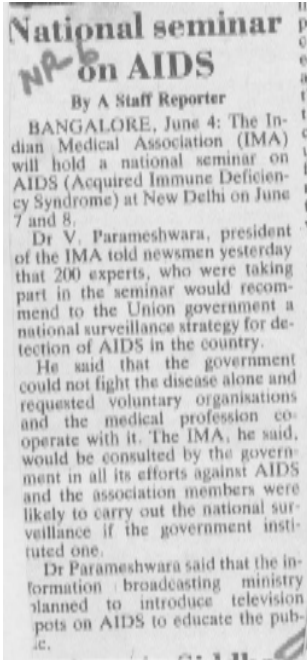 National seminar
on AIDS
NR-6
By A Staff Reporter
BANGALORE, June 4: The In-
dian Medical Association (IMA)
will hold a national seminar on
AIDS (Acquired Immune Deficien-
cy Syndrome) at New Delhi on June
7 and 8.
Dr V. Parameshwara, president
of the IMA told newsmen yesterday
that 200 experts, who were taking
part in the seminar would recom-
mend to the Union government a
national surveillance strategy for de-
tection of AIDS in the country.
He said that the government
could not fight the disease alone and
requested voluntary organisations
and the medical profession co-
operate with it. The IMA, he said,
would be consulted by the govern-
ment in all its efforts against AIDS
and the association members were
likely to carry out the national sur-
veillance if the government insti-
tuted one.
Dr Parameshwara said that the in-
formation broadcasting ministry
planned to introduce television
pots on AIDS to educate the pub-
ic.